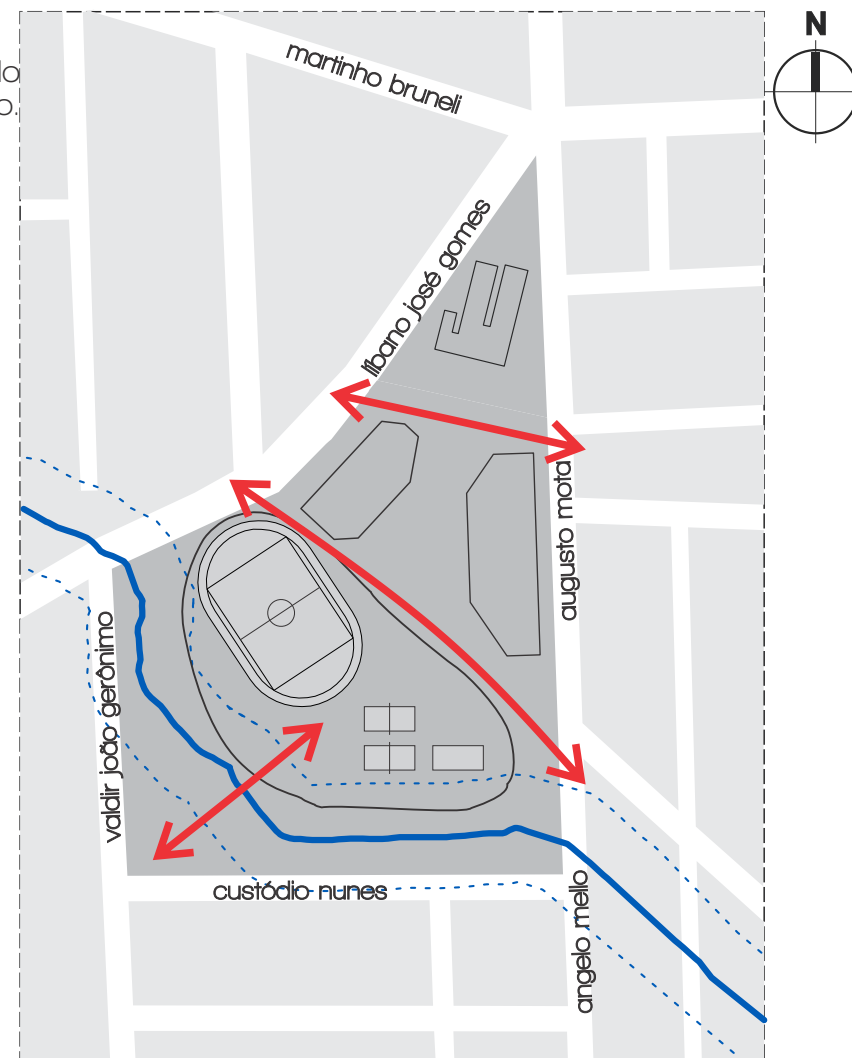 N
martinho bruneli
líbano josé gomes
augusto mota
valdir joão gerônimo
custódio nunes
angelo mello